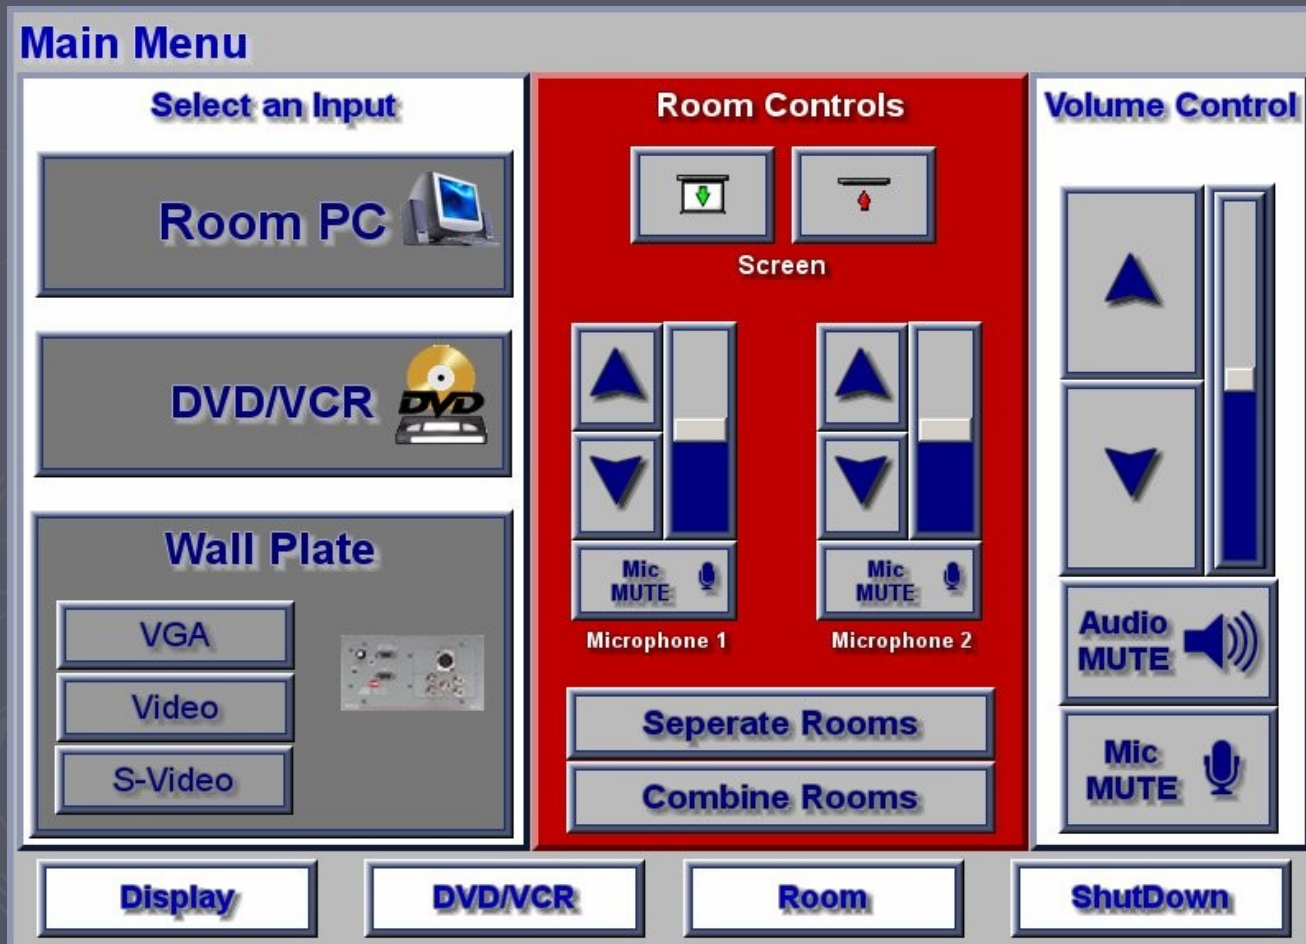 Main Menu
Select an Input
Room PC
DVD/VCR
DVD
Wall Plate
VGA
Video
S-Video
Room Controls
Screen
Mic
MUTE
Microphone 1
Mic
MUTE
Microphone 2
Seperate Rooms
Combine Rooms
Volume Control
Audio
MUTE
Mic
MUTE
Display
DVD/VCR
Room
ShutDown